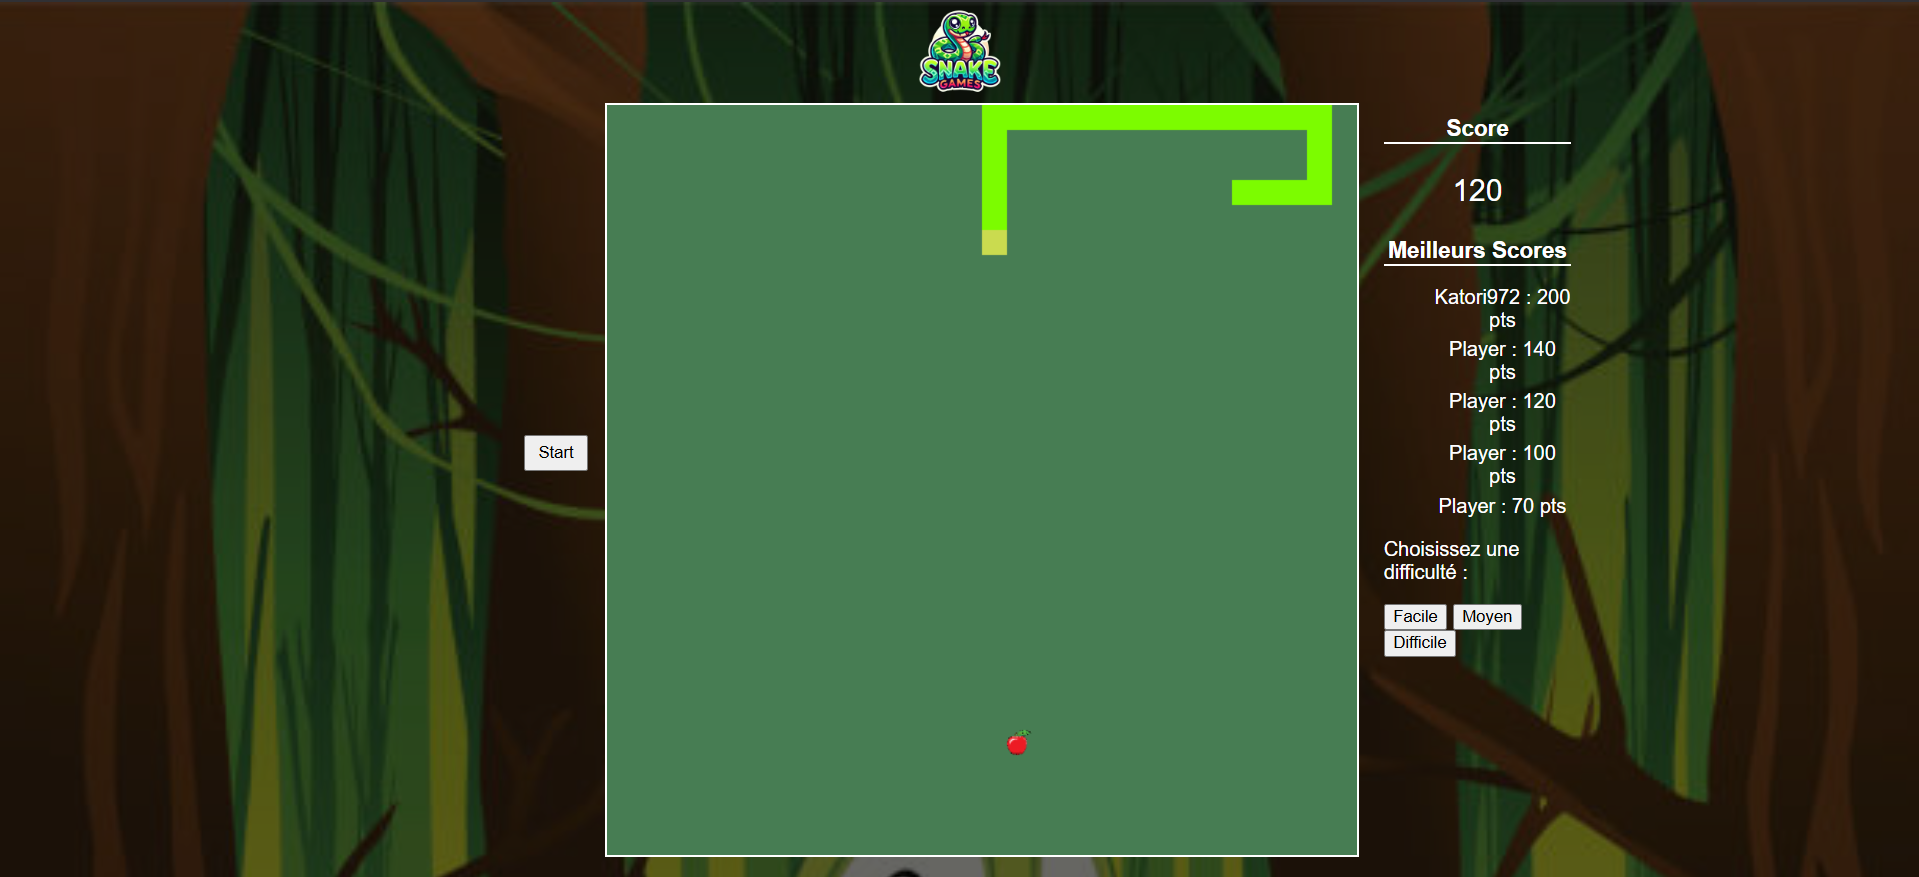 SNAKE
GAMES
Score
120
Meilleurs Scores
Katori972 : 200
pts
Player : 140
pts
Player : 120
pts
Player : 100
pts
Player : 70 pts
Start
Choisissez une
difficulté :
Facile Moyen
Difficile